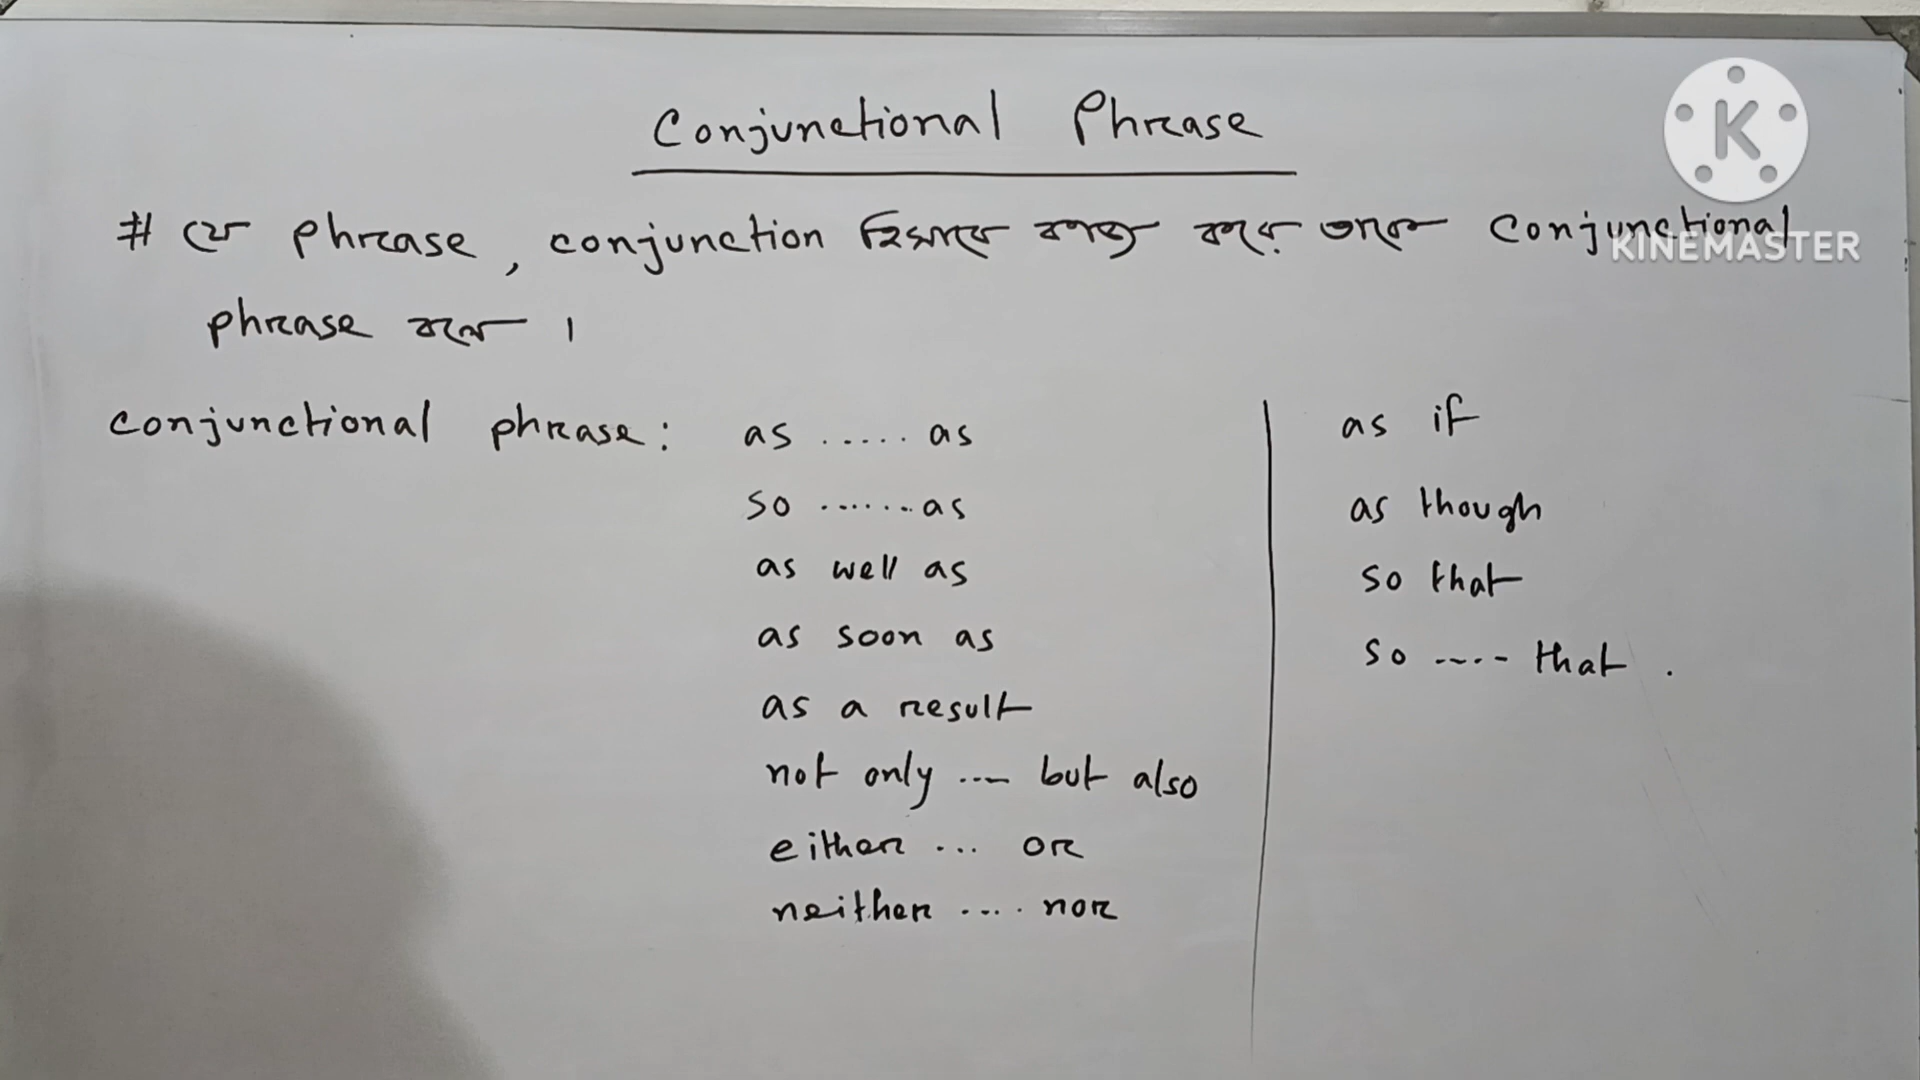 Conjunctional Phrase
# যে phrase, conjunction হিসাবে কাজ করে তাকে conjunctional
phrase বলে ।
conjunctional phrase: as ..... as
so ....... as
as well as
as soon as
as a result
not only .... but also
either ... or
neither .... nor
as if
as though
so that
so .... that .
K
KINEMASTER